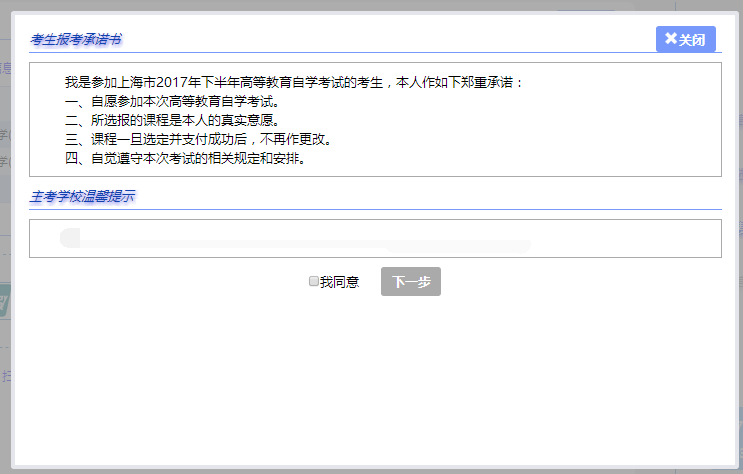 考生报考承诺书
关闭
我是参加上海市2017年下半年高等教育自学考试的考生，本人作如下郑重承诺：
一、自愿参加本次高等教育自学考试。
二、所选报的课程是本人的真实意愿。
三、课程一旦选定并支付成功后，不再作更改。
四、自觉遵守本次考试的相关规定和安排。
主考学校温馨提示
我同意
下一步